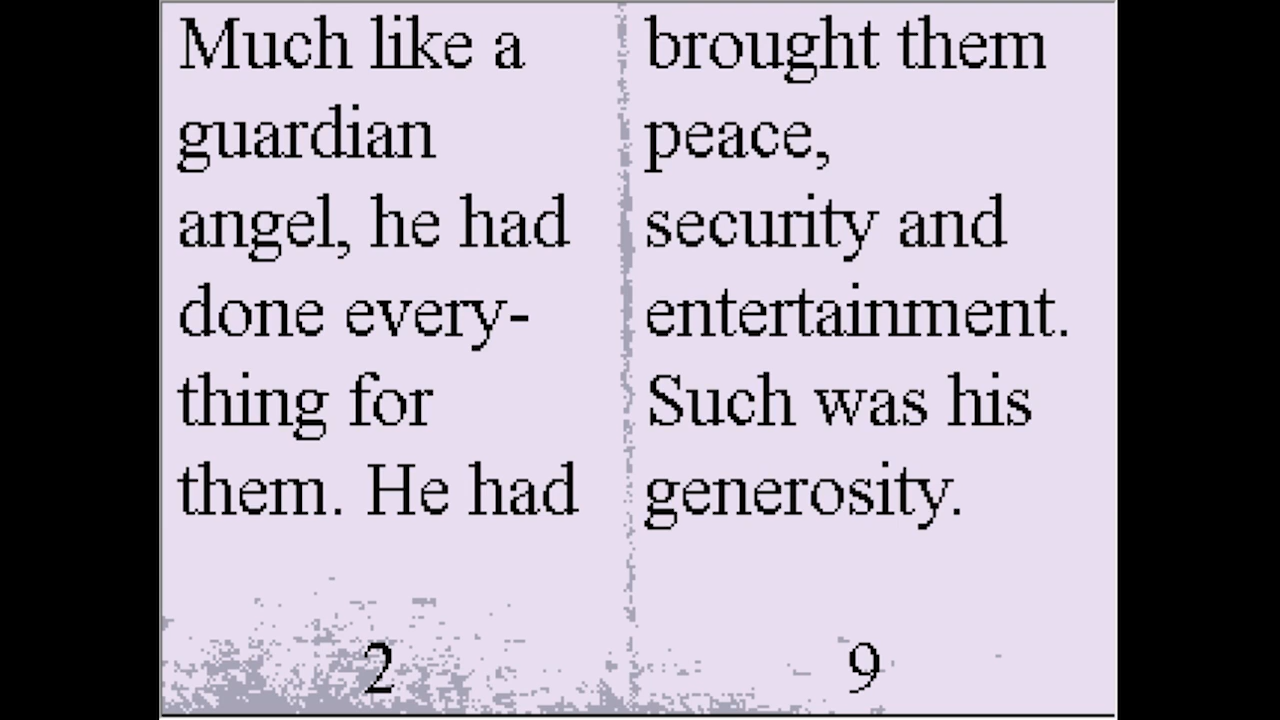 Much like a
guardian
angel, he had
done every-
thing for
them. He had
2
brought them
peace,
security and
entertainment.
Such was his
generosity.
9